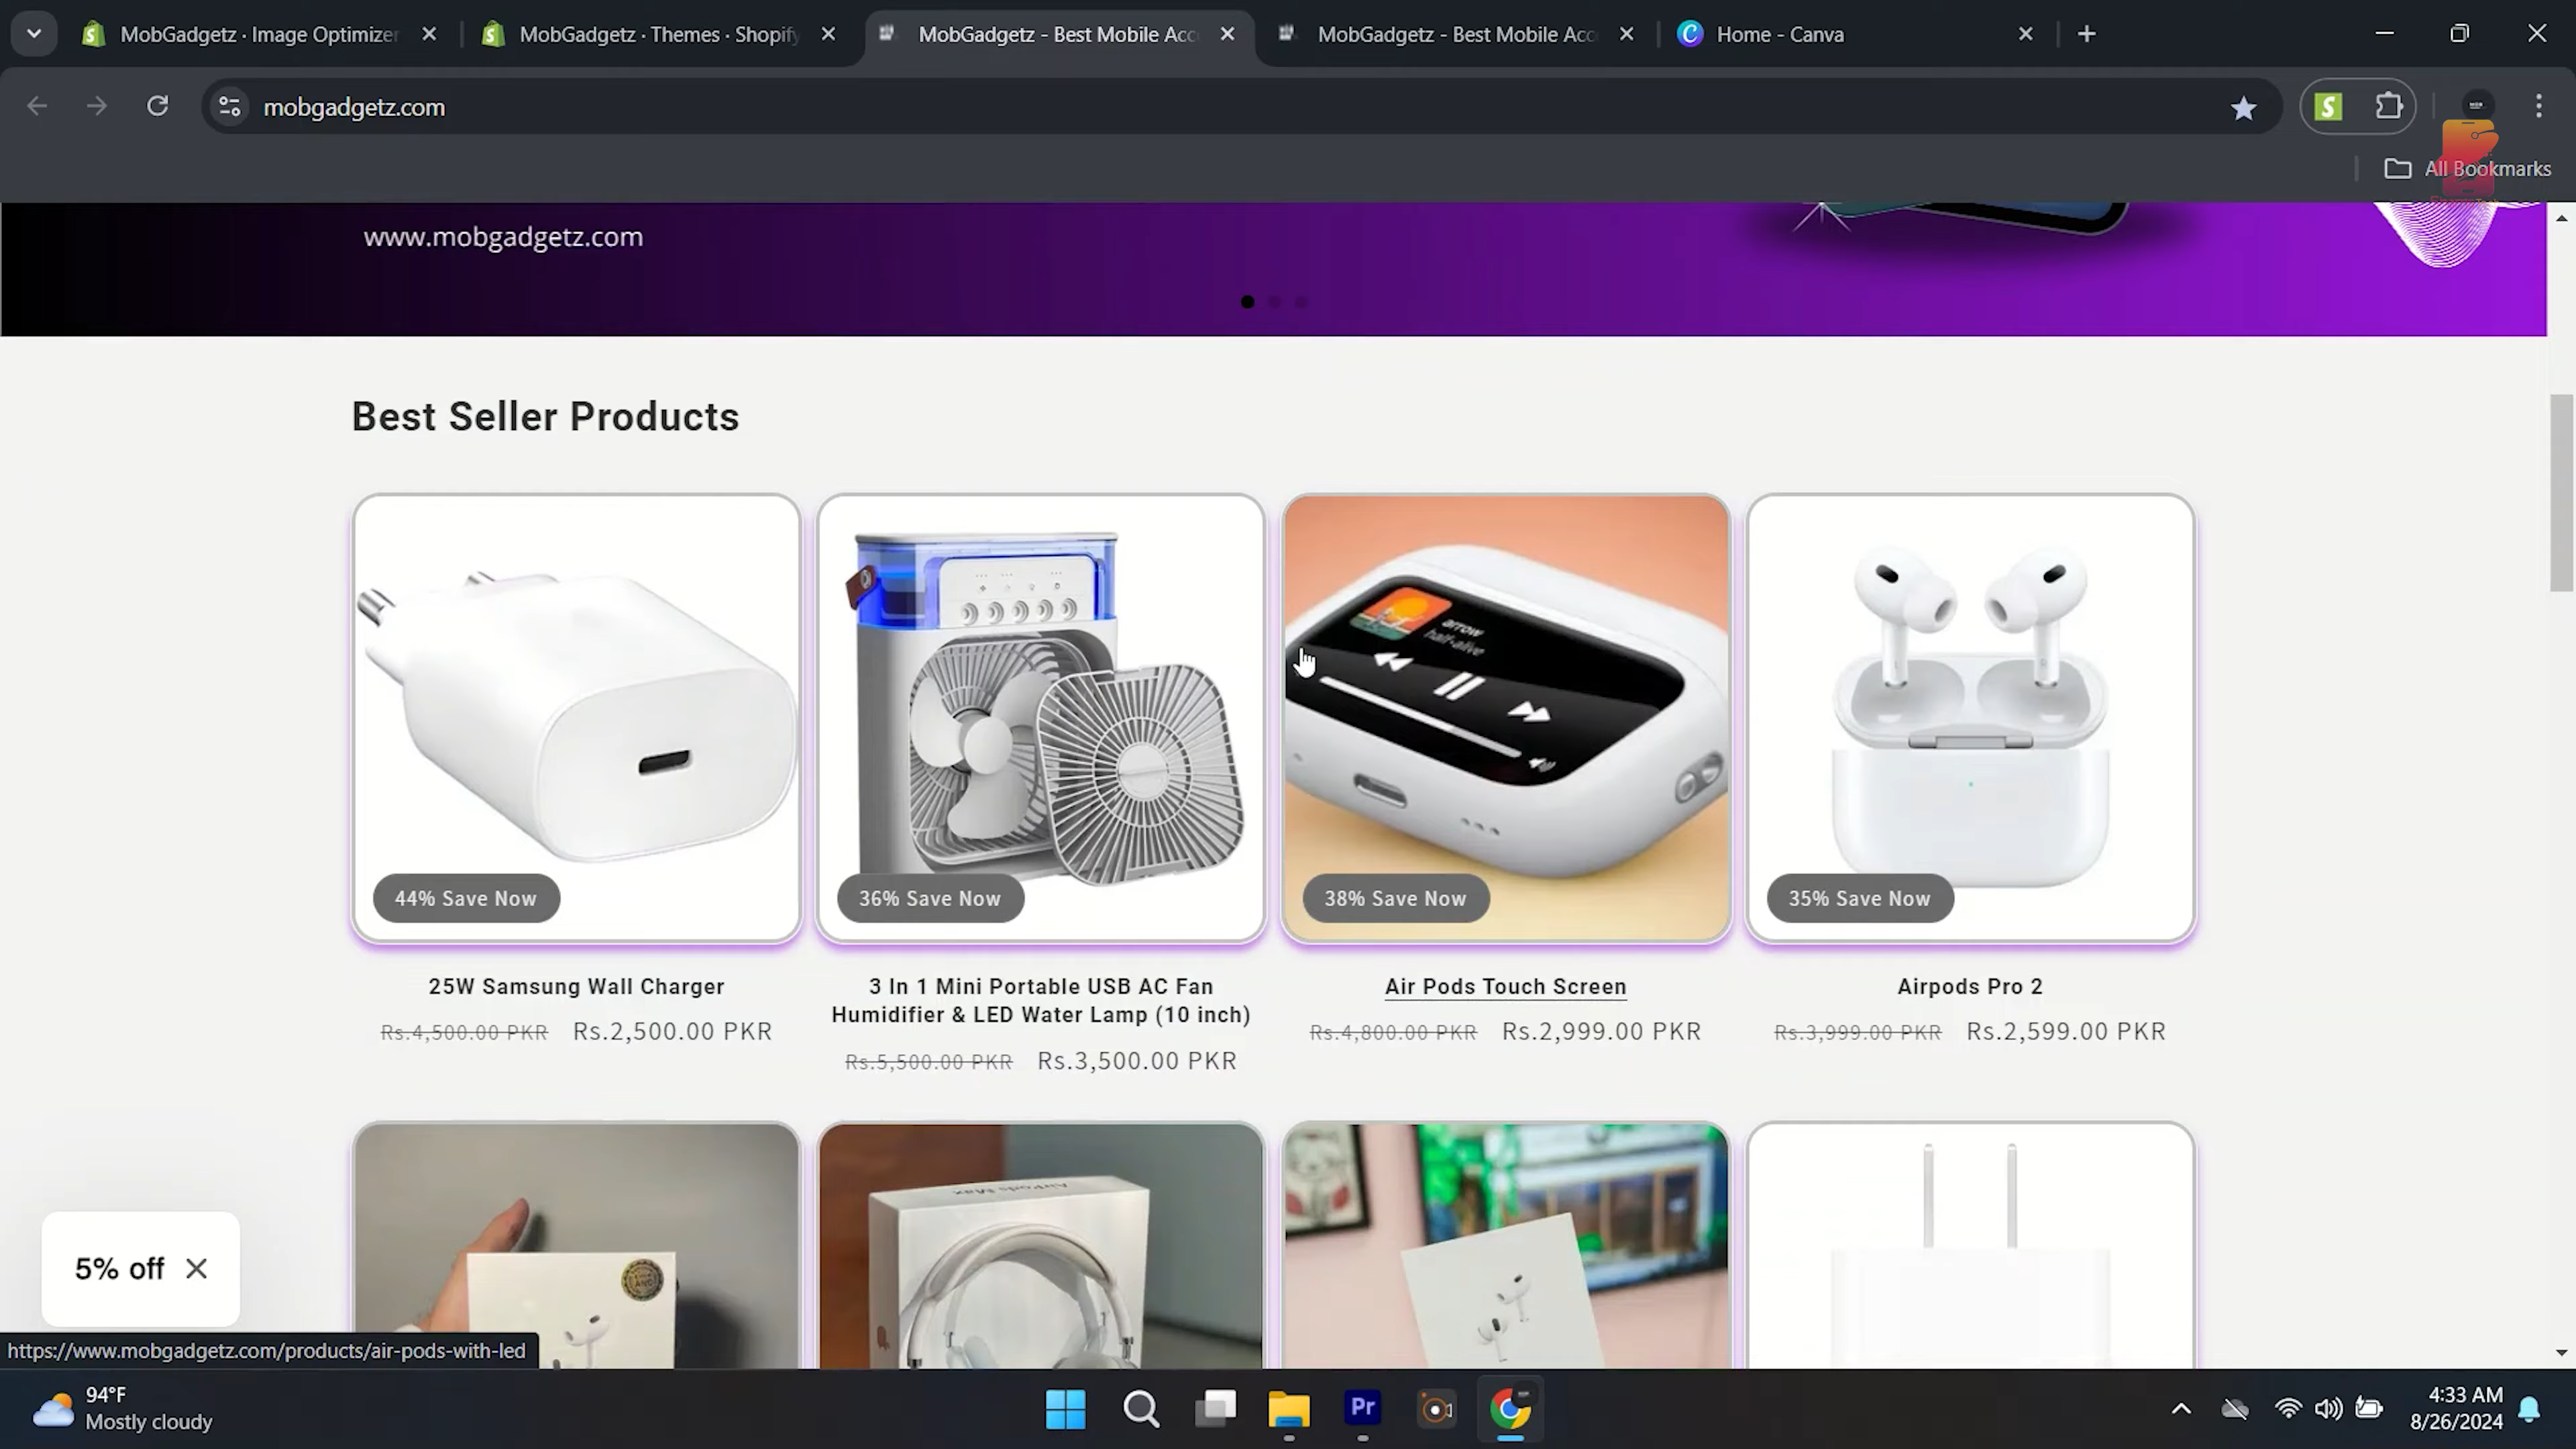 MobGadgetz · Image Optimizer
MobGadgetz · Themes · Shopify
MobGadgetz - Best Mobile Acc
MobGadgetz - Best Mobile Acc
Home - Canva
mobgadgetz.com
All Bookmarks
www.mobgadgetz.com
Best Seller Products
arrow
half-alive
44% Save Now
36% Save Now
38% Save Now
35% Save Now
25W Samsung Wall Charger
Rs.4,500.00 PKR Rs.2,500.00 PKR
3 In 1 Mini Portable USB AC Fan
Humidifier & LED Water Lamp (10 inch)
Rs.5,500.00 PKR Rs.3,500.00 PKR
Air Pods Touch Screen
Rs.4,800.00 PKR Rs.2,999.00 PKR
Airpods Pro 2
Rs.3,999.00 PKR Rs.2,599.00 PKR
AirPods Max
5% off
https://www.mobgadgetz.com/products/air-pods-with-led
94°F
Mostly cloudy
Pr
4:33 AM
8/26/2024